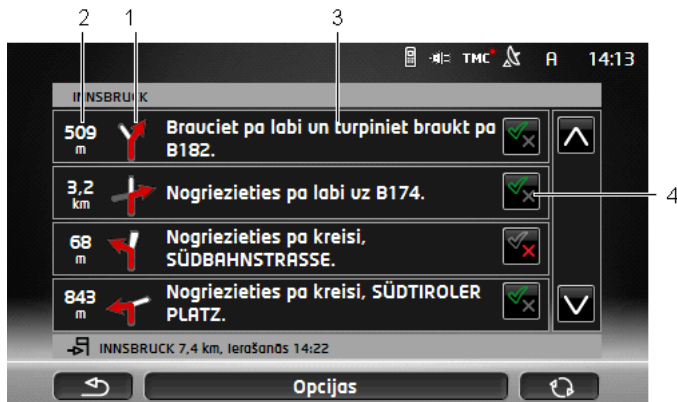 2 1 3
TMC A 14:13
INNSBRUCK
509 m Brauciet pa labi un turpiniet braukt pa
B182.
3,2 km Nogriezieties pa labi uz B174.
4
68 m Nogriezieties pa kreisi,
SÜDBAHNSTRASSE.
843 m Nogriezieties pa kreisi, SÜDTIROLER
PLATZ.
INNSBRUCK 7,4 km, Ierašanās 14:22
Opcijas